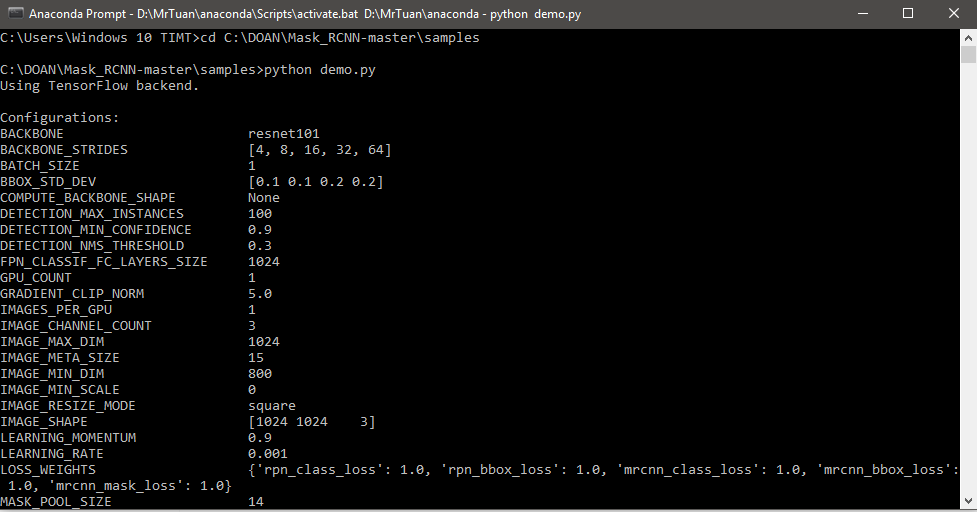 Anaconda Prompt - D:\MrTuan\anaconda\Scripts\activate.bat D:\MrTuan\anaconda - python demo.py
C:\Users\Windows 10 TIMT>cd C:\DOAN\Mask_RCNN-master\samples
C:\DOAN\Mask_RCNN-master\samples>python demo.py
Using TensorFlow backend.
Configurations:
BACKBONE resnet101
BACKBONE_STRIDES [4, 8, 16, 32, 64]
BATCH_SIZE 1
BBOX_STD_DEV [0.1 0.1 0.2 0.2]
COMPUTE_BACKBONE_SHAPE None
DETECTION_MAX_INSTANCES 100
DETECTION_MIN_CONFIDENCE 0.9
DETECTION_NMS_THRESHOLD 0.3
FPN_CLASSIF_FC_LAYERS_SIZE 1024
GPU_COUNT 1
GRADIENT_CLIP_NORM 5.0
IMAGES_PER_GPU 1
IMAGE_CHANNEL_COUNT 3
IMAGE_MAX_DIM 1024
IMAGE_META_SIZE 15
IMAGE_MIN_DIM 800
IMAGE_MIN_SCALE 0
IMAGE_RESIZE_MODE square
IMAGE_SHAPE [1024 1024 3]
LEARNING_MOMENTUM 0.9
LEARNING_RATE 0.001
LOSS_WEIGHTS {'rpn_class_loss': 1.0, 'rpn_bbox_loss': 1.0, 'mrcnn_class_loss': 1.0, 'mrcnn_bbox_loss':
1.0, 'mrcnn_mask_loss': 1.0}
MASK_POOL_SIZE 14